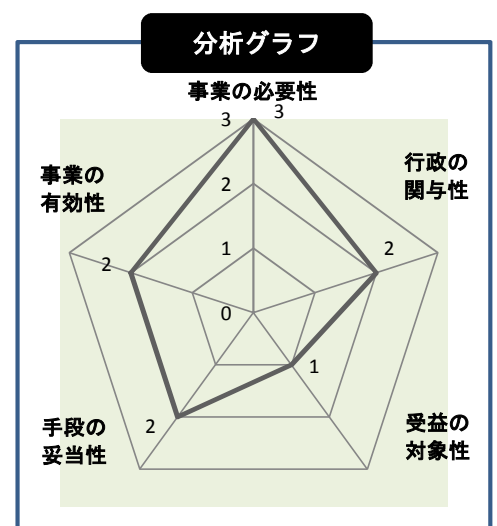 分析グラフ
事業の必要性
3
3
事業の
有効性
行政の
関与性
2
2
2
1
0
1
手段の
妥当性
2
受益の
対象性